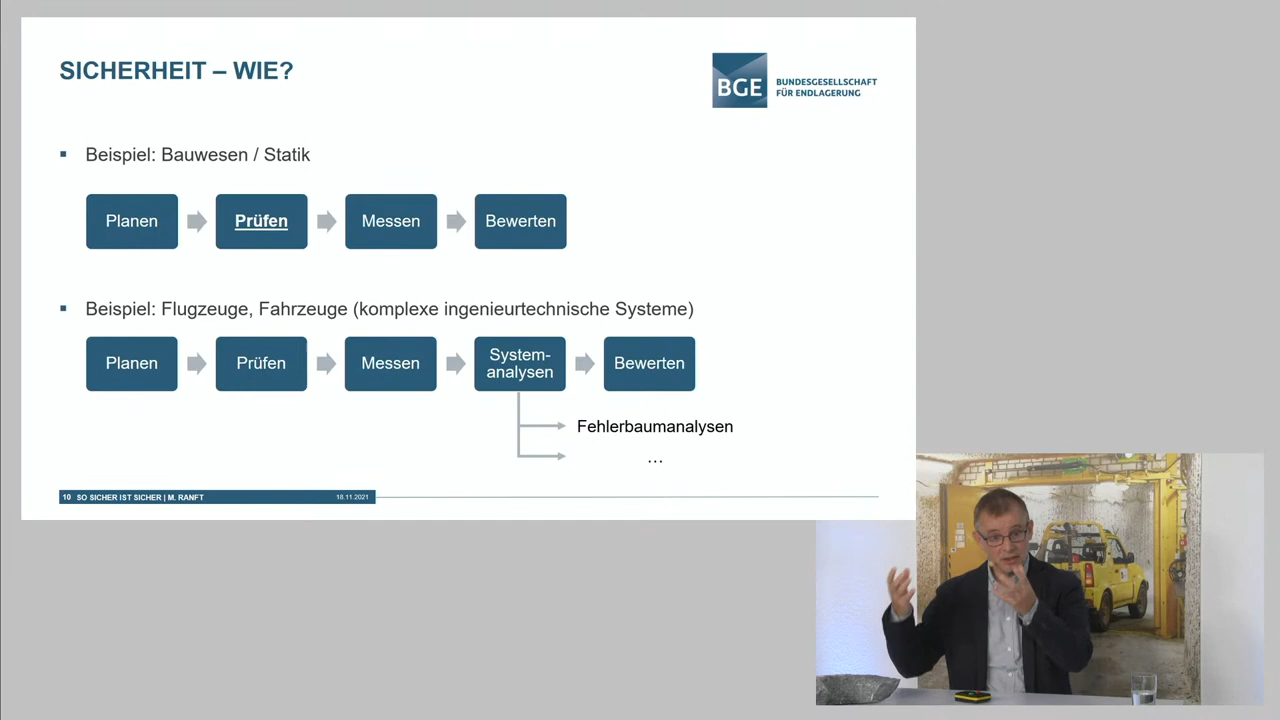 SICHERHEIT – WIE?
BGE
BUNDESGESELLSCHAFT
FÜR ENDLAGERUNG
Beispiel: Bauwesen / Statik
Planen
Prüfen
Messen
Bewerten
Beispiel: Flugzeuge, Fahrzeuge (komplexe ingenieurtechnische Systeme)
Planen
Prüfen
Messen
System-
analysen
Bewerten
Fehlerbaumanalysen
…
10 SO SICHER IST SICHER | M. RANFT 18.11.2021